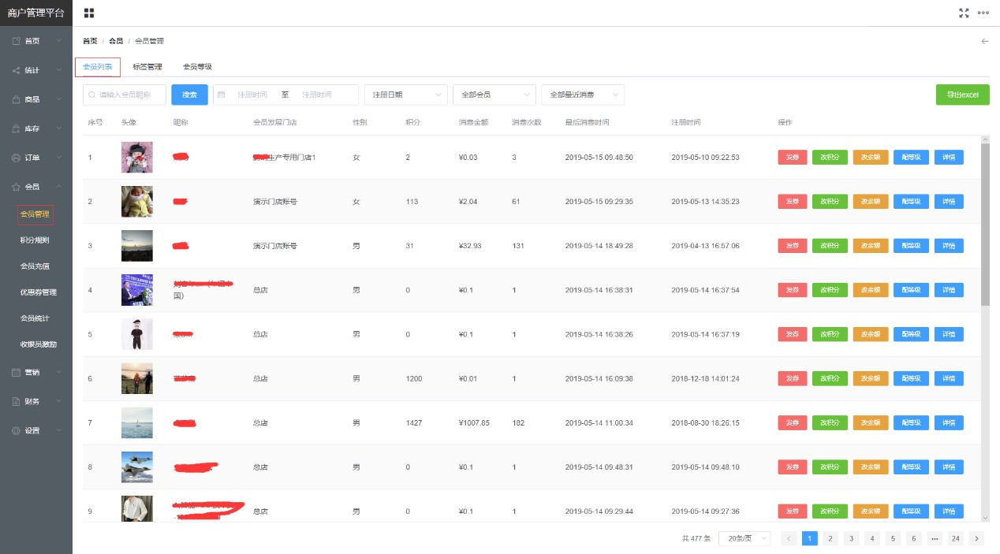 商户管理平台
首页
统计
商品
库存
订单
会员
会员管理
积分规则
会员充值
优惠券管理
会员统计
收银员激励
营销
财务
设置
首页 / 会员 / 会员管理
会员列表 标签管理 会员等级
请输入会员昵称 搜索 注册时间 至 注册时间 注册日期 全部会员 全部最近消费 导出excel
序号 头像 昵称 会员发展门店 性别 积分 消费金额 消费次数 最后消费时间 注册时间 操作
1 生产专用门店1 女 2 ¥0.03 3 2019-05-15 09:48:50 2019-05-10 09:22:53 发券 改积分 改余额 配等级 详情
2 演示门店账号 女 113 ¥2.04 61 2019-05-15 09:29:35 2019-05-13 14:35:23 发券 改积分 改余额 配等级 详情
3 演示门店账号 男 31 ¥32.93 131 2019-05-14 18:49:28 2019-04-13 16:57:06 发券 改积分 改余额 配等级 详情
4 国） 总店 男 0 ¥0.1 1 2019-05-14 16:38:31 2019-05-14 16:37:54 发券 改积分 改余额 配等级 详情
5 总店 男 0 ¥0.1 1 2019-05-14 16:38:26 2019-05-14 16:37:19 发券 改积分 改余额 配等级 详情
6 总店 男 1200 ¥0.01 1 2019-05-14 16:09:38 2018-12-18 14:01:24 发券 改积分 改余额 配等级 详情
7 总店 男 1427 ¥1007.85 182 2019-05-14 11:00:34 2018-08-30 18:26:15 发券 改积分 改余额 配等级 详情
8 总店 男 0 ¥0.1 1 2019-05-14 09:48:31 2019-05-14 09:48:10 发券 改积分 改余额 配等级 详情
9 总店 男 0 ¥0.1 1 2019-05-14 09:29:44 2019-05-14 09:27:36 发券 改积分 改余额 配等级 详情
共 477 条 20条/页 1 2 3 4 5 6 ••• 24